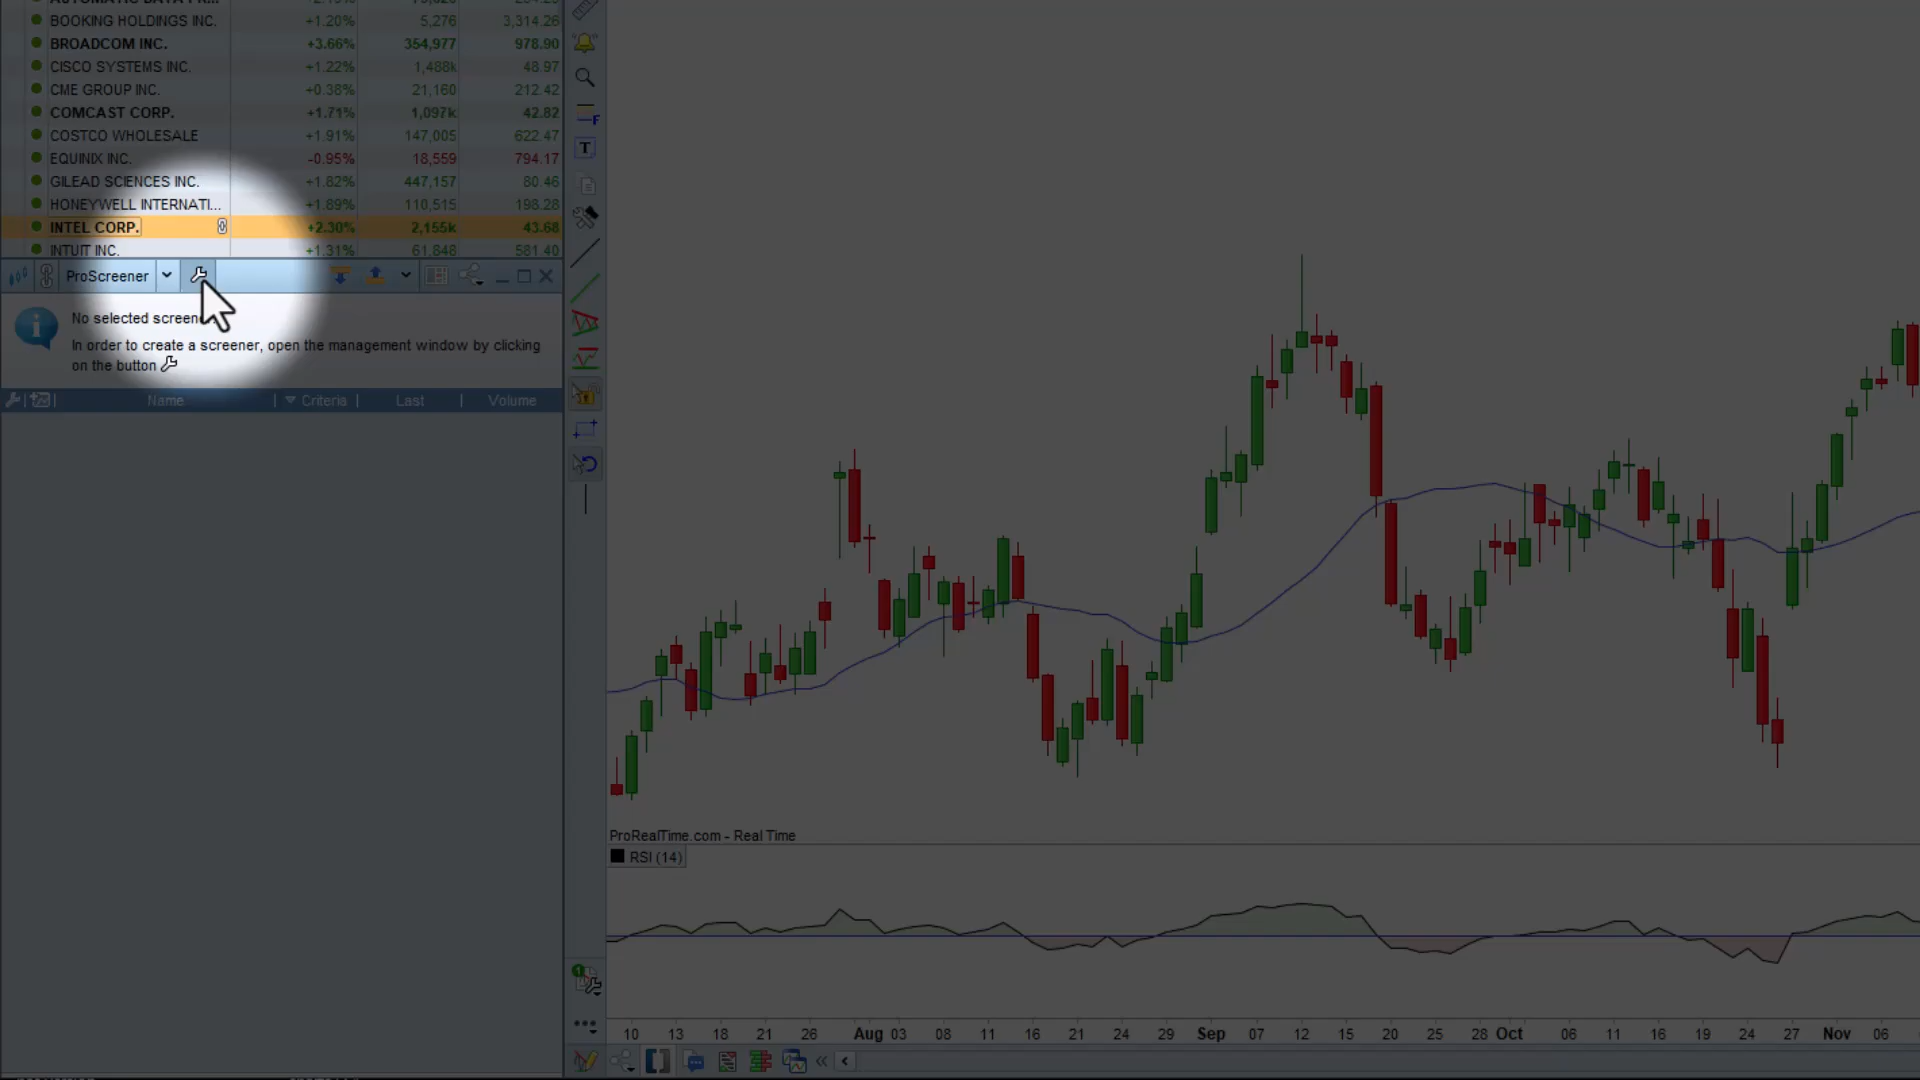 BOOKING HOLDINGS INC. +1.20% 5,276 3,314.26
BROADCOM INC. +3.66% 354,977 978.90
CISCO SYSTEMS INC. +1.22% 1,488k 48.97
CME GROUP INC. +0.38% 21,160 212.42
COMCAST CORP. +1.71% 1,097k 42.82
COSTCO WHOLESALE +1.91% 147,005 622.47
EQUINIX INC. -0.95% 18,559 794.17
GILEAD SCIENCES INC. +1.82% 447,157 80.46
HONEYWELL INTERNATI... +1.89% 110,515 198.28
INTEL CORP. +2.30% 2,155k 43.68
INTUIT INC. +1.31% 61,848 581.40
ProScreener
No selected screener
In order to create a screener, open the management window by clicking
on the button
Name Criteria Last Volume
F
T
ProRealTime.com - Real Time
RSI (14)
1
10 13 18 21 26 Aug 03 08 11 16 21 24 29 Sep 07 12 15 20 25 28 Oct 06 11 16 19 24 27 Nov 06